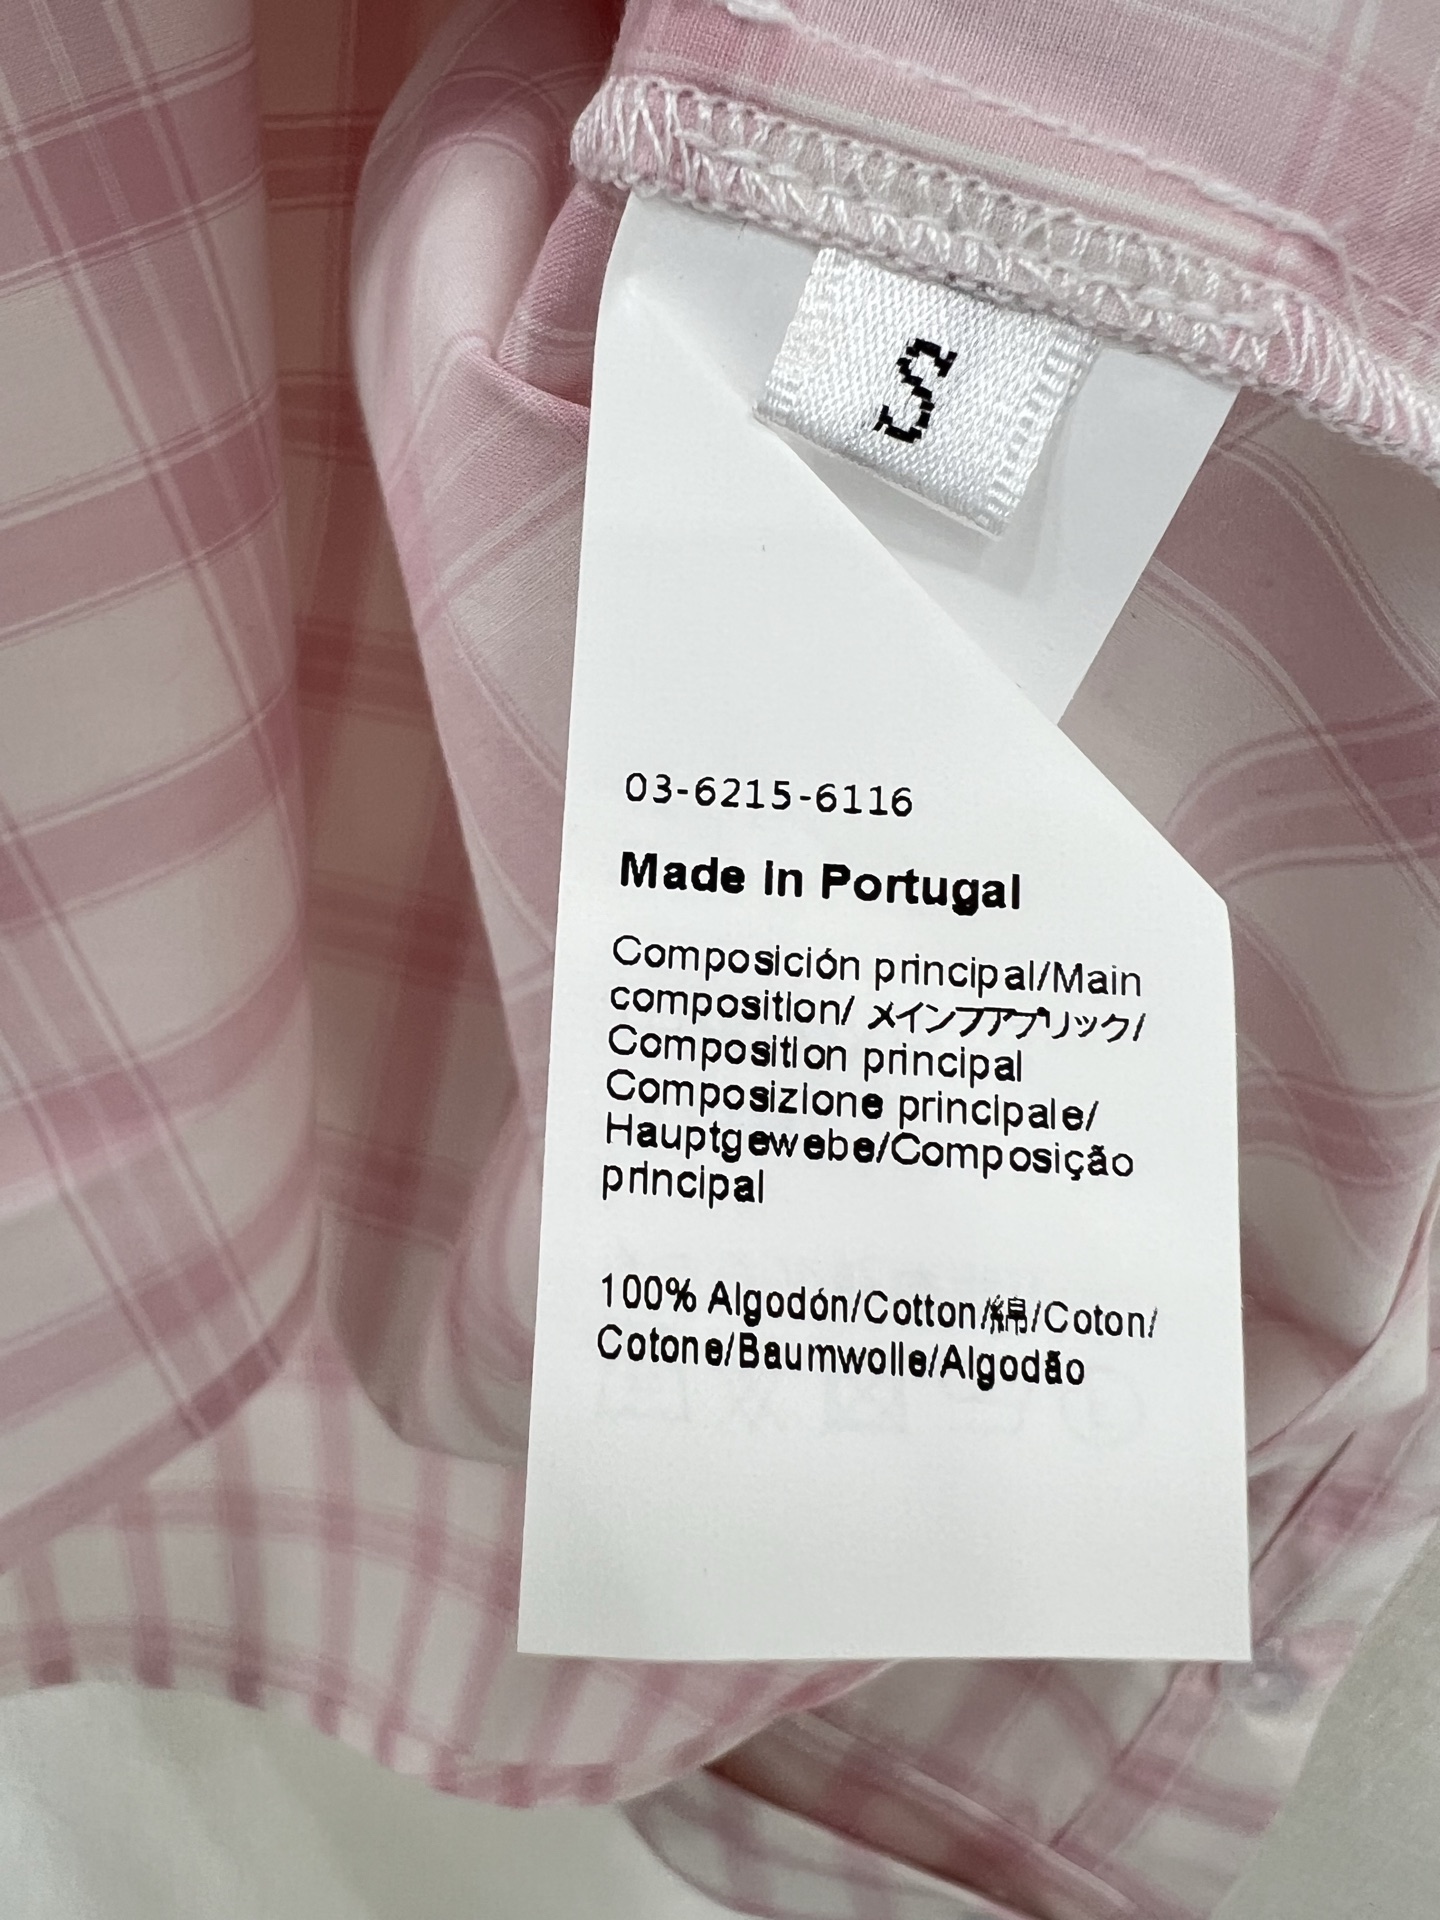 S
03-6215-6116
Made in Portugal
Composición principal/Main
composition/ メインファブリック/
Composition principal
Composizione principale/
Hauptgewebe/Composição
principal
100% Algodón/Cotton/綿/Coton/
Cotone/Baumwolle/Algodão